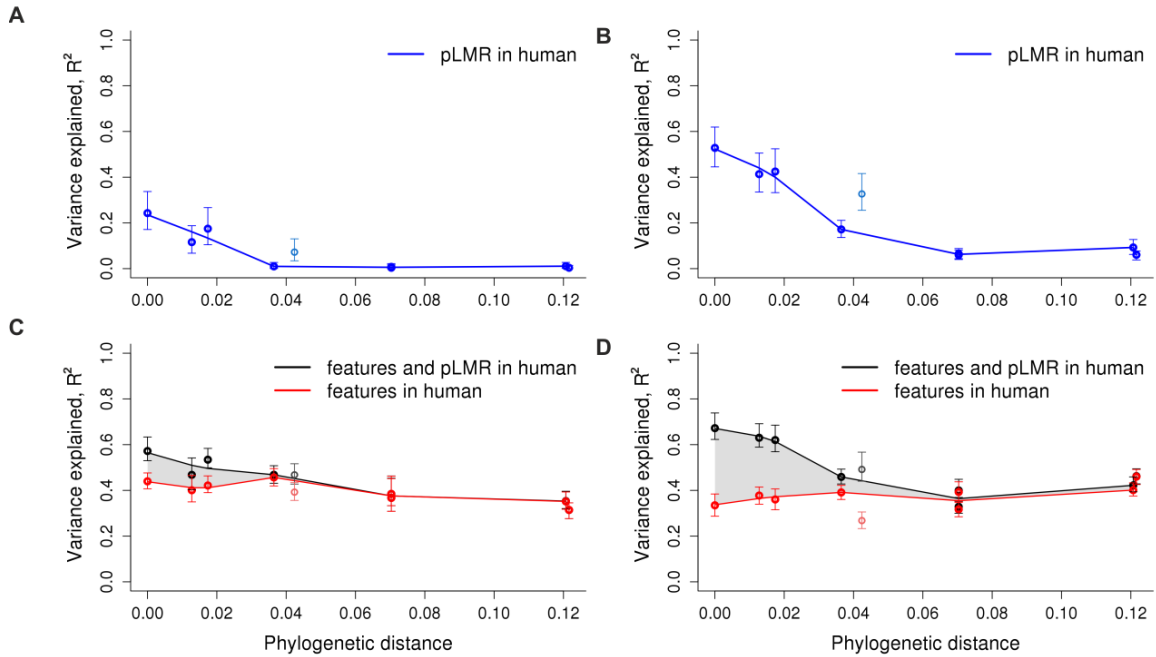 A
1.0
0.8
0.6
0.4
0.2
0.0
Variance explained, R²
pLMR in human
0.00 0.02 0.04 0.06 0.08 0.10 0.12
B
1.0
0.8
0.6
0.4
0.2
0.0
Variance explained, R²
pLMR in human
0.00 0.02 0.04 0.06 0.08 0.10 0.12
C
1.0
0.8
0.6
0.4
0.2
0.0
Variance explained, R²
features and pLMR in human
features in human
0.00 0.02 0.04 0.06 0.08 0.10 0.12
Phylogenetic distance
D
1.0
0.8
0.6
0.4
0.2
0.0
Variance explained, R²
features and pLMR in human
features in human
0.00 0.02 0.04 0.06 0.08 0.10 0.12
Phylogenetic distance